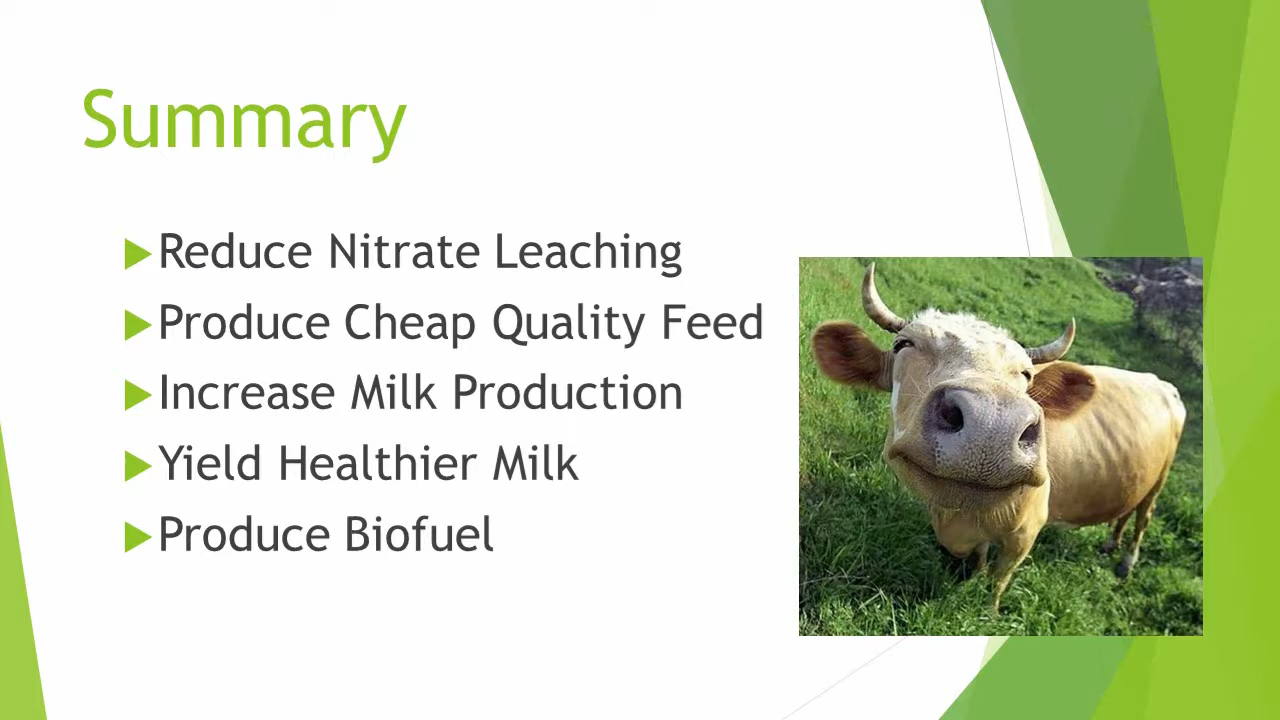 Summary
Reduce Nitrate Leaching
Produce Cheap Quality Feed
Increase Milk Production
Yield Healthier Milk
Produce Biofuel